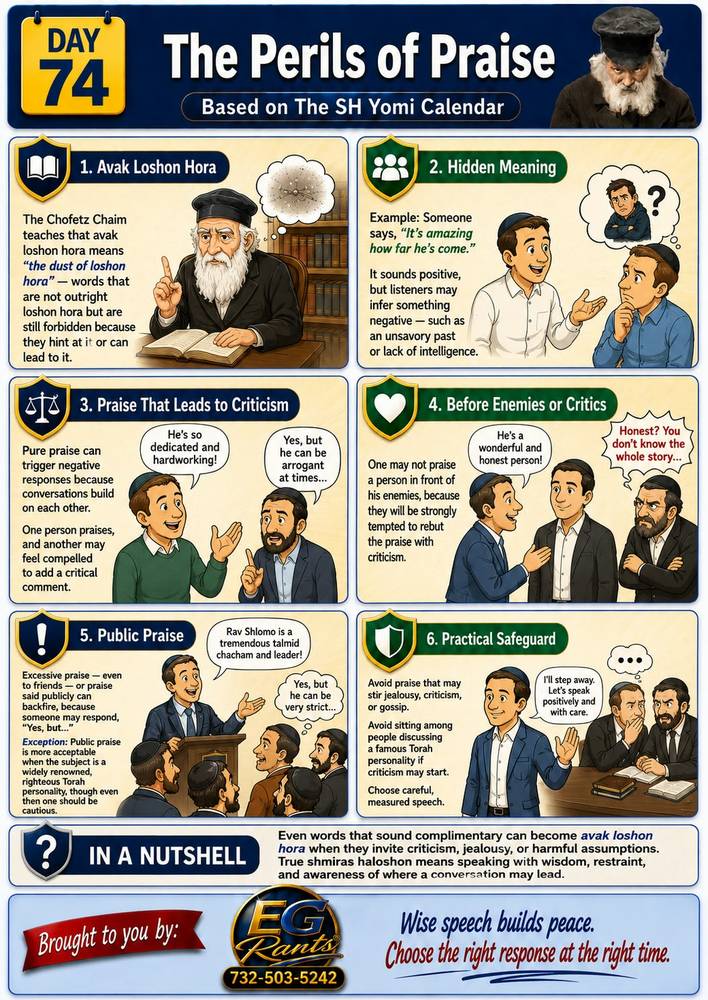 DAY
74
The Perils of Praise
Based on The SH Yomi Calendar
1. Avak Loshon Hora
The Chofetz Chaim
teaches that avak
loshon hora means
"the dust of loshon
hora" — words that
are not outright
loshon hora but are
still forbidden because
they hint at it or can
lead to it.
2. Hidden Meaning
Example: Someone
says, "It's amazing
how far he's come."
It sounds positive,
but listeners may
infer something
negative — such as
an unsavory past
or lack of intelligence.
?
3. Praise That Leads to Criticism
Pure praise can
trigger negative
responses because
conversations build
on each other.
One person praises,
and another may
feel compelled
to add a critical
comment.
He's so
dedicated and
hardworking!
Yes, but
he can be
arrogant
at times...
4. Before Enemies or Critics
One may not praise
a person in front of
his enemies, because
they will be strongly
tempted to rebut
the praise with
criticism.
He's a
wonderful and
honest person!
Honest? You
don't know the
whole story...
5. Public Praise
Excessive praise — even
to friends — or praise
said publicly can
backfire, because
someone may respond,
"Yes, but..."
Exception: Public praise
is more acceptable
when the subject is a
widely renowned,
righteous Torah
personality, though even
then one should be
cautious.
Rav Shlomo is a
tremendous talmid
chacham and leader!
Yes, but
he can be
very strict...
6. Practical Safeguard
Avoid praise that may
stir jealousy, criticism,
or gossip.
Avoid sitting among
people discussing
a famous Torah
personality if
criticism may start.
Choose careful,
measured speech.
I'll step away.
Let's speak
positively and
with care.
...
?
IN A NUTSHELL
Even words that sound complimentary can become avak loshon
hora when they invite criticism, jealousy, or harmful assumptions.
True shmiras haloshon means speaking with wisdom, restraint,
and awareness of where a conversation may lead.
Brought to you by:
EG
Rants
732-503-5242
Wise speech builds peace.
Choose the right response at the right time.